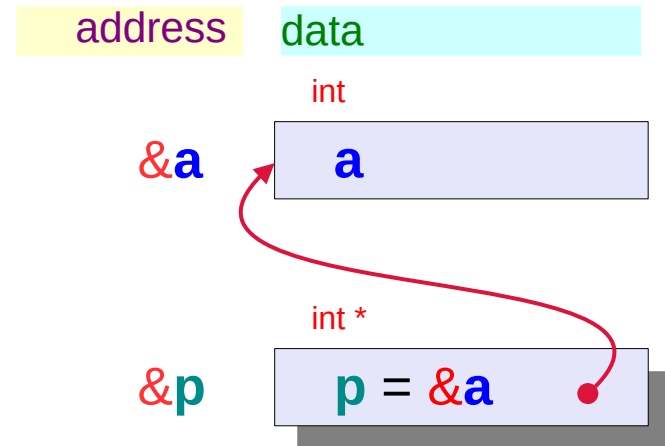 address data
int
&a a
int *
&p p = &a